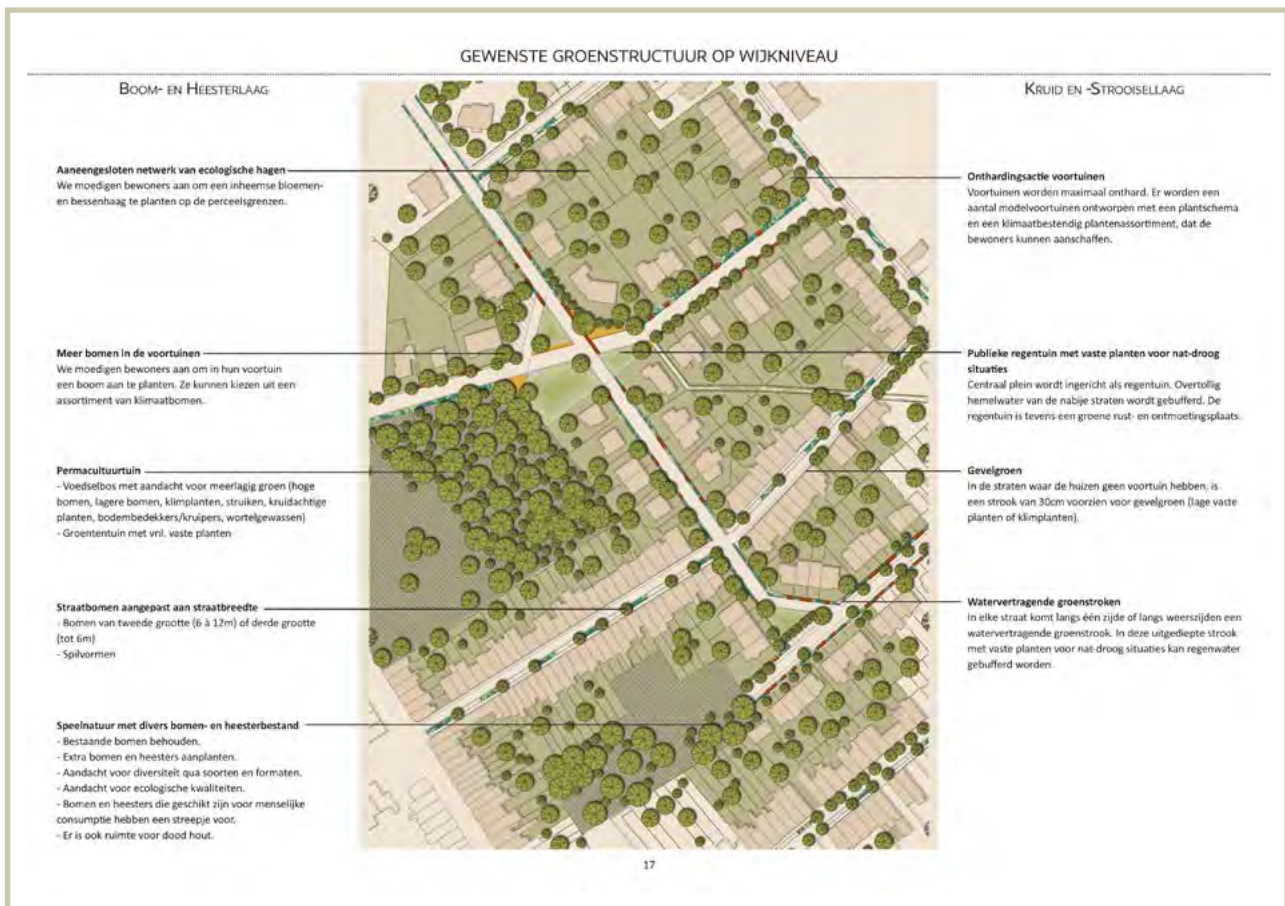 GEWENSTE GROENSTRUCTUUR OP WIJKNIVEAU
BOOM- EN HEESTERLAAG
Aaneengesloten netwerk van ecologische hagen
We moedigen bewoners aan om een inheemse bloemen-
en bessenhaag te planten op de perceelsgrenzen.
Meer bomen in de voortuinen
We moedigen bewoners aan om in hun voortuin
een boom aan te planten. Ze kunnen kiezen uit een
assortiment van klimaatbomen.
Permacultuurtuin
- Voedselbos met aandacht voor meerlagig groen (hoge
bomen, lagere bomen, klimplanten, struiken, kruidachtige
planten, bodembedekkers/kruipers, wortelgewassen)
- Groententuin met vnl. vaste planten
Straatbomen aangepast aan straatbreedte
- Bomen van tweede grootte (6 à 12m) of derde grootte
(tot 6m)
- Spilvormen
Speelnatuur met divers bomen- en heesterbestand
- Bestaande bomen behouden.
- Extra bomen en heesters aanplanten.
- Aandacht voor diversiteit qua soorten en formaten.
- Aandacht voor ecologische kwaliteiten.
- Bomen en heesters die geschikt zijn voor menselijke
consumptie hebben een streepje voor.
- Er is ook ruimte voor dood hout.
KRUID EN -STROOISELLAAG
Onthardingsactie voortuinen
Voortuinen worden maximaal onthard. Er worden een
aantal modelvoortuinen ontworpen met een plantschema
en een klimaatbestendig plantenassortiment, dat de
bewoners kunnen aanschaffen.
Publieke regentuin met vaste planten voor nat-droog
situaties
Centraal plein wordt ingericht als regentuin. Overtollig
hemelwater van de nabije straten wordt gebufferd. De
regentuin is tevens een groene rust- en ontmoetingsplaats.
Gevelgroen
In de straten waar de huizen geen voortuin hebben, is
een strook van 30cm voorzien voor gevelgroen (lage vaste
planten of klimplanten).
Watervertragende groenstroken
In elke straat komt langs één zijde of langs weerszijden een
watervertragende groenstrook. In deze uitgediepte strook
met vaste planten voor nat-droog situaties kan regenwater
gebufferd worden.
17